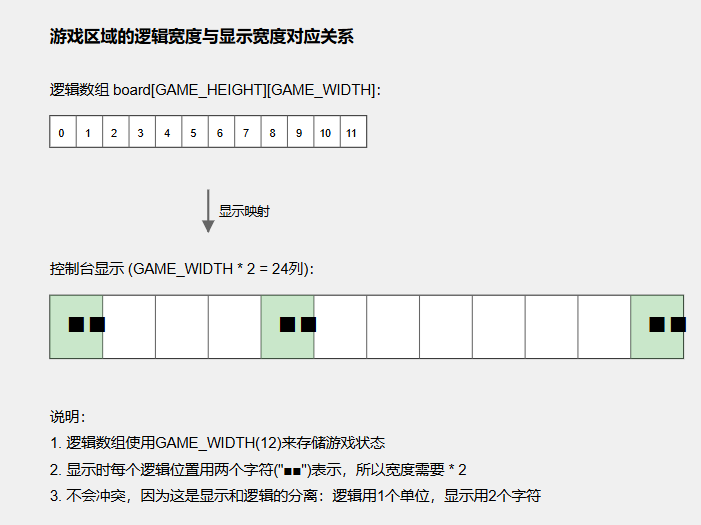 游戏区域的逻辑宽度与显示宽度对应关系
逻辑数组 board[GAME_HEIGHT][GAME_WIDTH]:
0 1 2 3 4 5 6 7 8 9 10 11
显示映射
控制台显示 (GAME_WIDTH * 2 = 24列):
■■ ■■ ■■
说明:
1. 逻辑数组使用GAME_WIDTH(12)来存储游戏状态
2. 显示时每个逻辑位置用两个字符("■■")表示，所以宽度需要 * 2
3. 不会冲突，因为这是显示和逻辑的分离：逻辑用1个单位，显示用2个字符